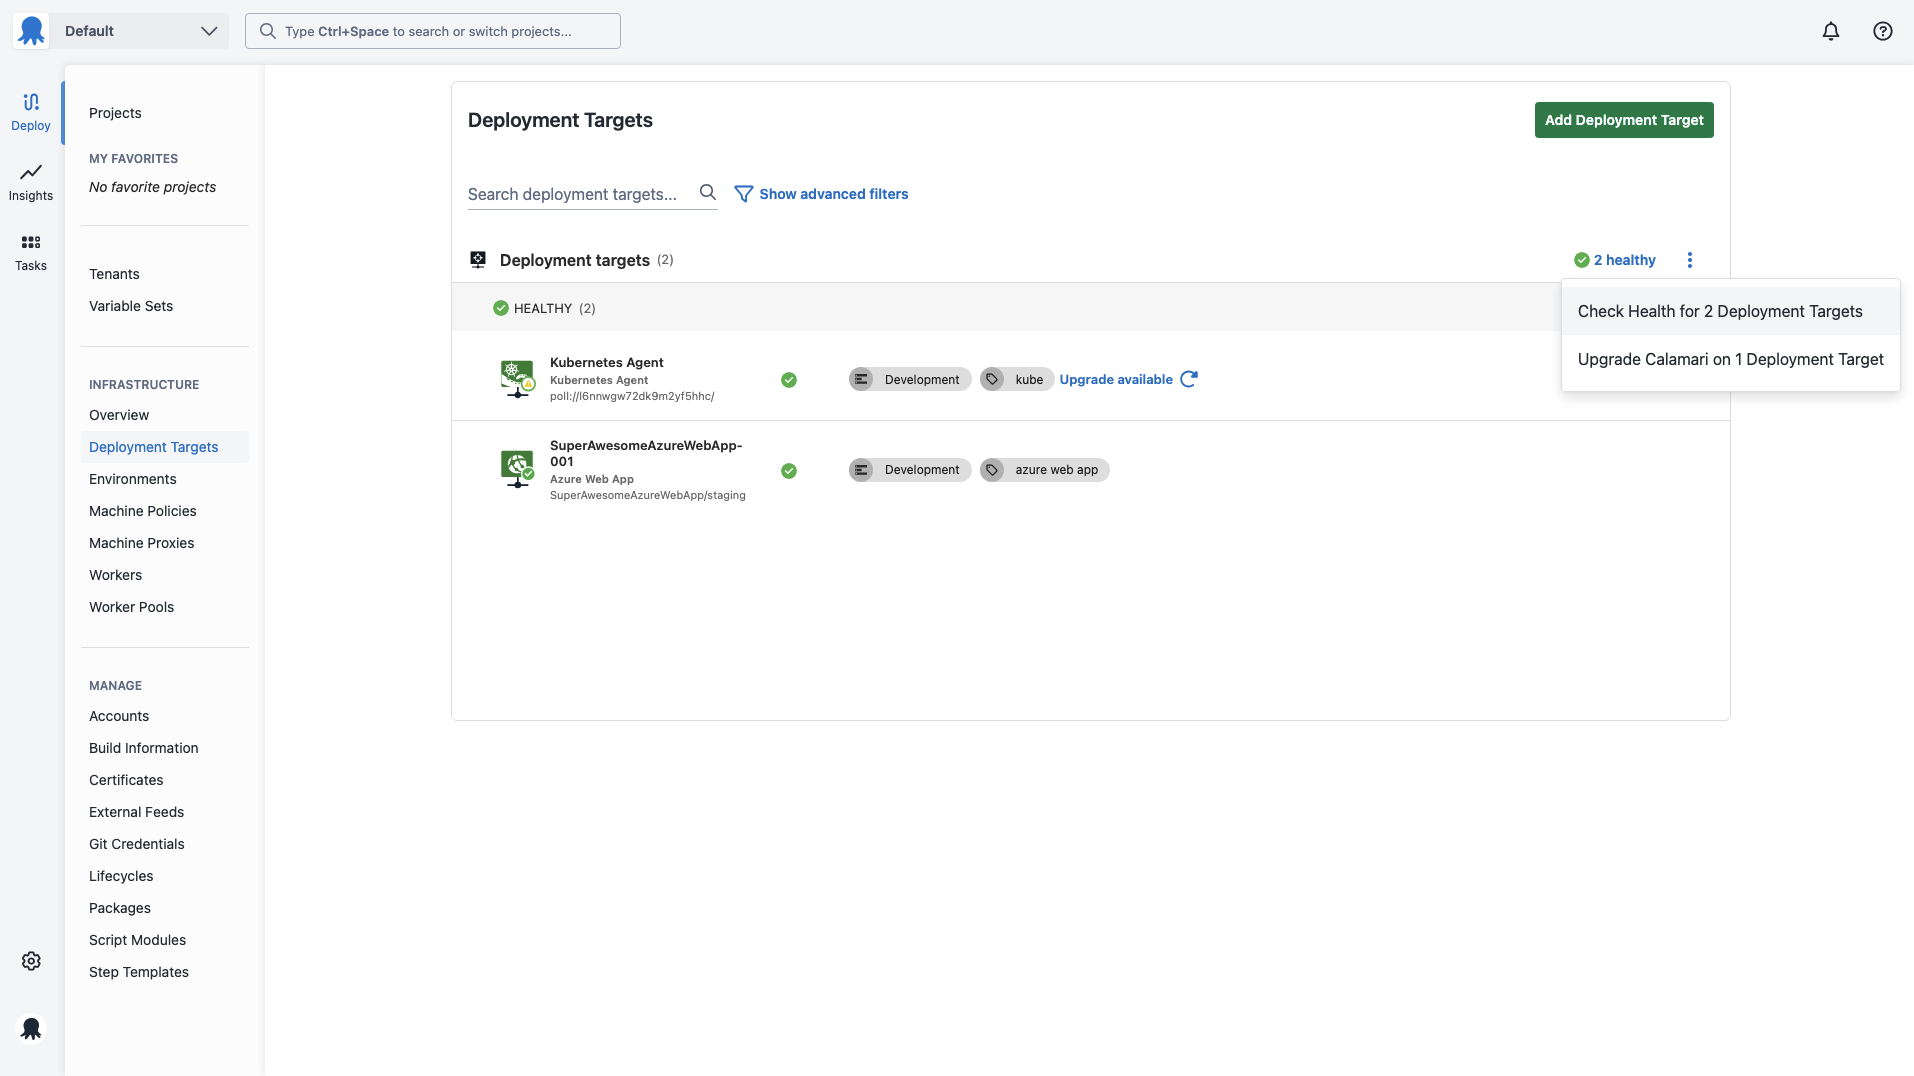 Default
Type Ctrl+Space to search or switch projects...
Deploy
Insights
Tasks
Projects
MY FAVORITES
No favorite projects
Tenants
Variable Sets
INFRASTRUCTURE
Overview
Deployment Targets
Environments
Machine Policies
Machine Proxies
Workers
Worker Pools
MANAGE
Accounts
Build Information
Certificates
External Feeds
Git Credentials
Lifecycles
Packages
Script Modules
Step Templates
Deployment Targets
Add Deployment Target
Search deployment targets...
Show advanced filters
Deployment targets (2)
2 healthy
Check Health for 2 Deployment Targets
Upgrade Calamari on 1 Deployment Target
HEALTHY (2)
Kubernetes Agent
Kubernetes Agent
poll://l6nnwgw72dk9m2yf5hhc/
Development
kube
Upgrade available
SuperAwesomeAzureWebApp-
001
Azure Web App
SuperAwesomeAzureWebApp/staging
Development
azure web app